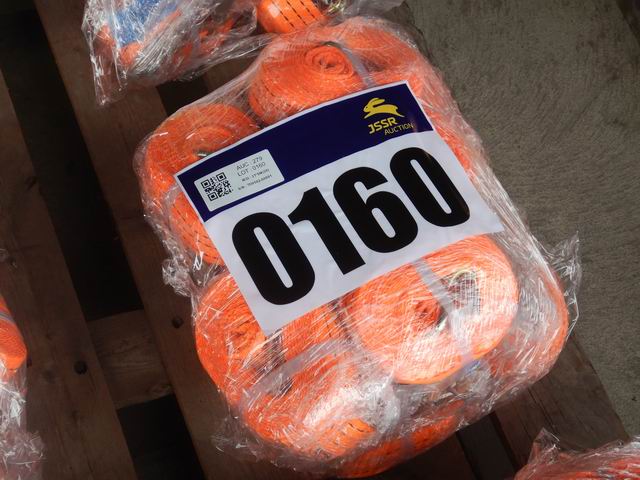 JSSR
AUCTION
AUC : 279
LOT : 0160
0160